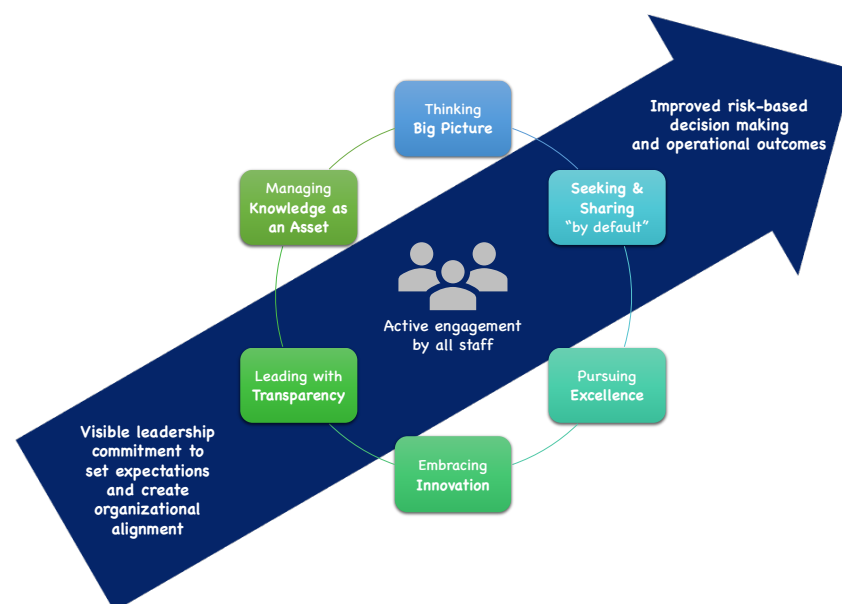 Thinking
Big Picture
Improved risk-based
decision making
and operational outcomes
Managing
Knowledge as
an Asset
Seeking &
Sharing
“by default”
Active engagement
by all staff
Leading with
Transparency
Pursuing
Excellence
Visible leadership
commitment to
set expectations
and create
organizational
alignment
Embracing
Innovation